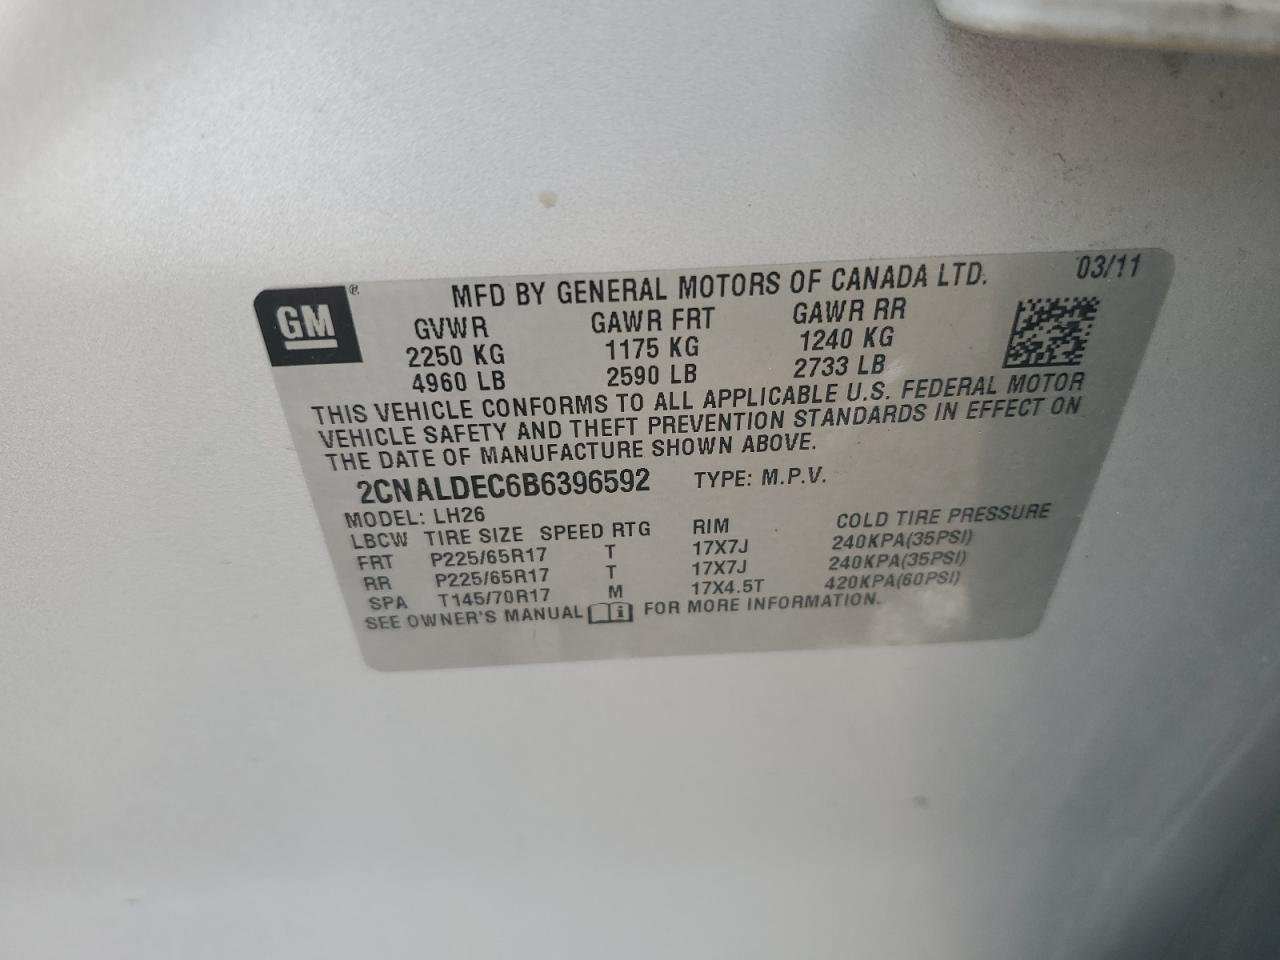 GM ®
MFD BY GENERAL MOTORS OF CANADA LTD. 03/11
GVWR GAWR FRT GAWR RR
2250 KG 1175 KG 1240 KG
4960 LB 2590 LB 2733 LB
THIS VEHICLE CONFORMS TO ALL APPLICABLE U.S. FEDERAL MOTOR
VEHICLE SAFETY AND THEFT PREVENTION STANDARDS IN EFFECT ON
THE DATE OF MANUFACTURE SHOWN ABOVE.
2CNALDEC6B6396592 TYPE: M.P.V.
MODEL: LH26
LBCW TIRE SIZE SPEED RTG RIM COLD TIRE PRESSURE
FRT P225/65R17 T 17X7J 240KPA(35PSI)
RR P225/65R17 T 17X7J 240KPA(35PSI)
SPA T145/70R17 M 17X4.5T 420KPA(60PSI)
SEE OWNER'S MANUAL FOR MORE INFORMATION.